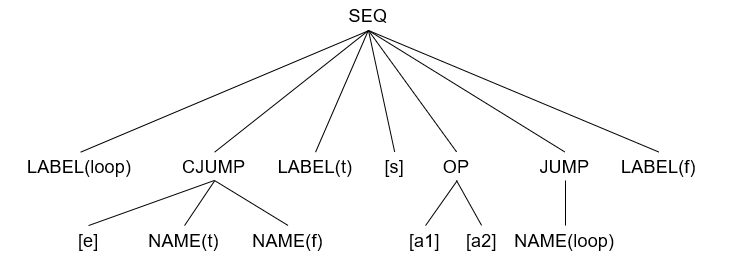 SEQ
LABEL(loop) CJUMP LABEL(t) [s] OP JUMP LABEL(f)
[e] NAME(t) NAME(f) [a1] [a2] NAME(loop)